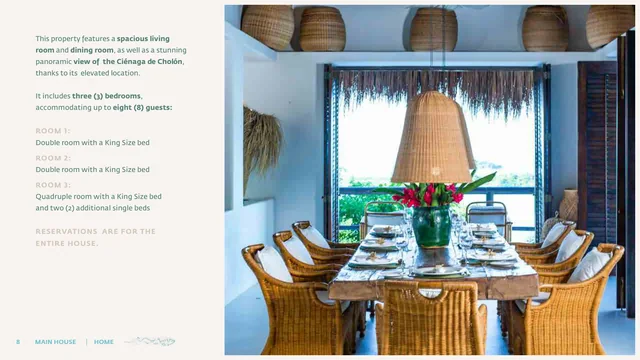 This property features a spacious living
room and dining room, as well as a stunning
panoramic view of the Ciénaga de Cholón,
thanks to its elevated location.
It includes three (3) bedrooms,
accommodating up to eight (8) guests:
ROOM 1:
Double room with a King Size bed
ROOM 2:
Double room with a King Size bed
ROOM 3:
Quadruple room with a King Size bed
and two (2) additional single beds
RESERVATIONS ARE FOR THE
ENTIRE HOUSE.
8 MAIN HOUSE | HOME